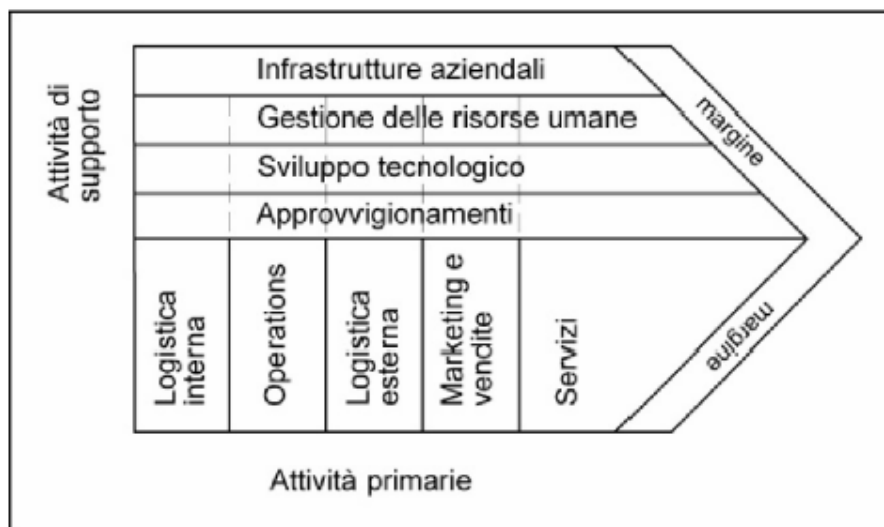 Attività di
supporto
Infrastrutture aziendali
Gestione delle risorse umane
Sviluppo tecnologico
Approvvigionamenti
margine
Logistica
interna
Operations
Logistica
esterna
Marketing e
vendite
Servizi
margine
Attività primarie